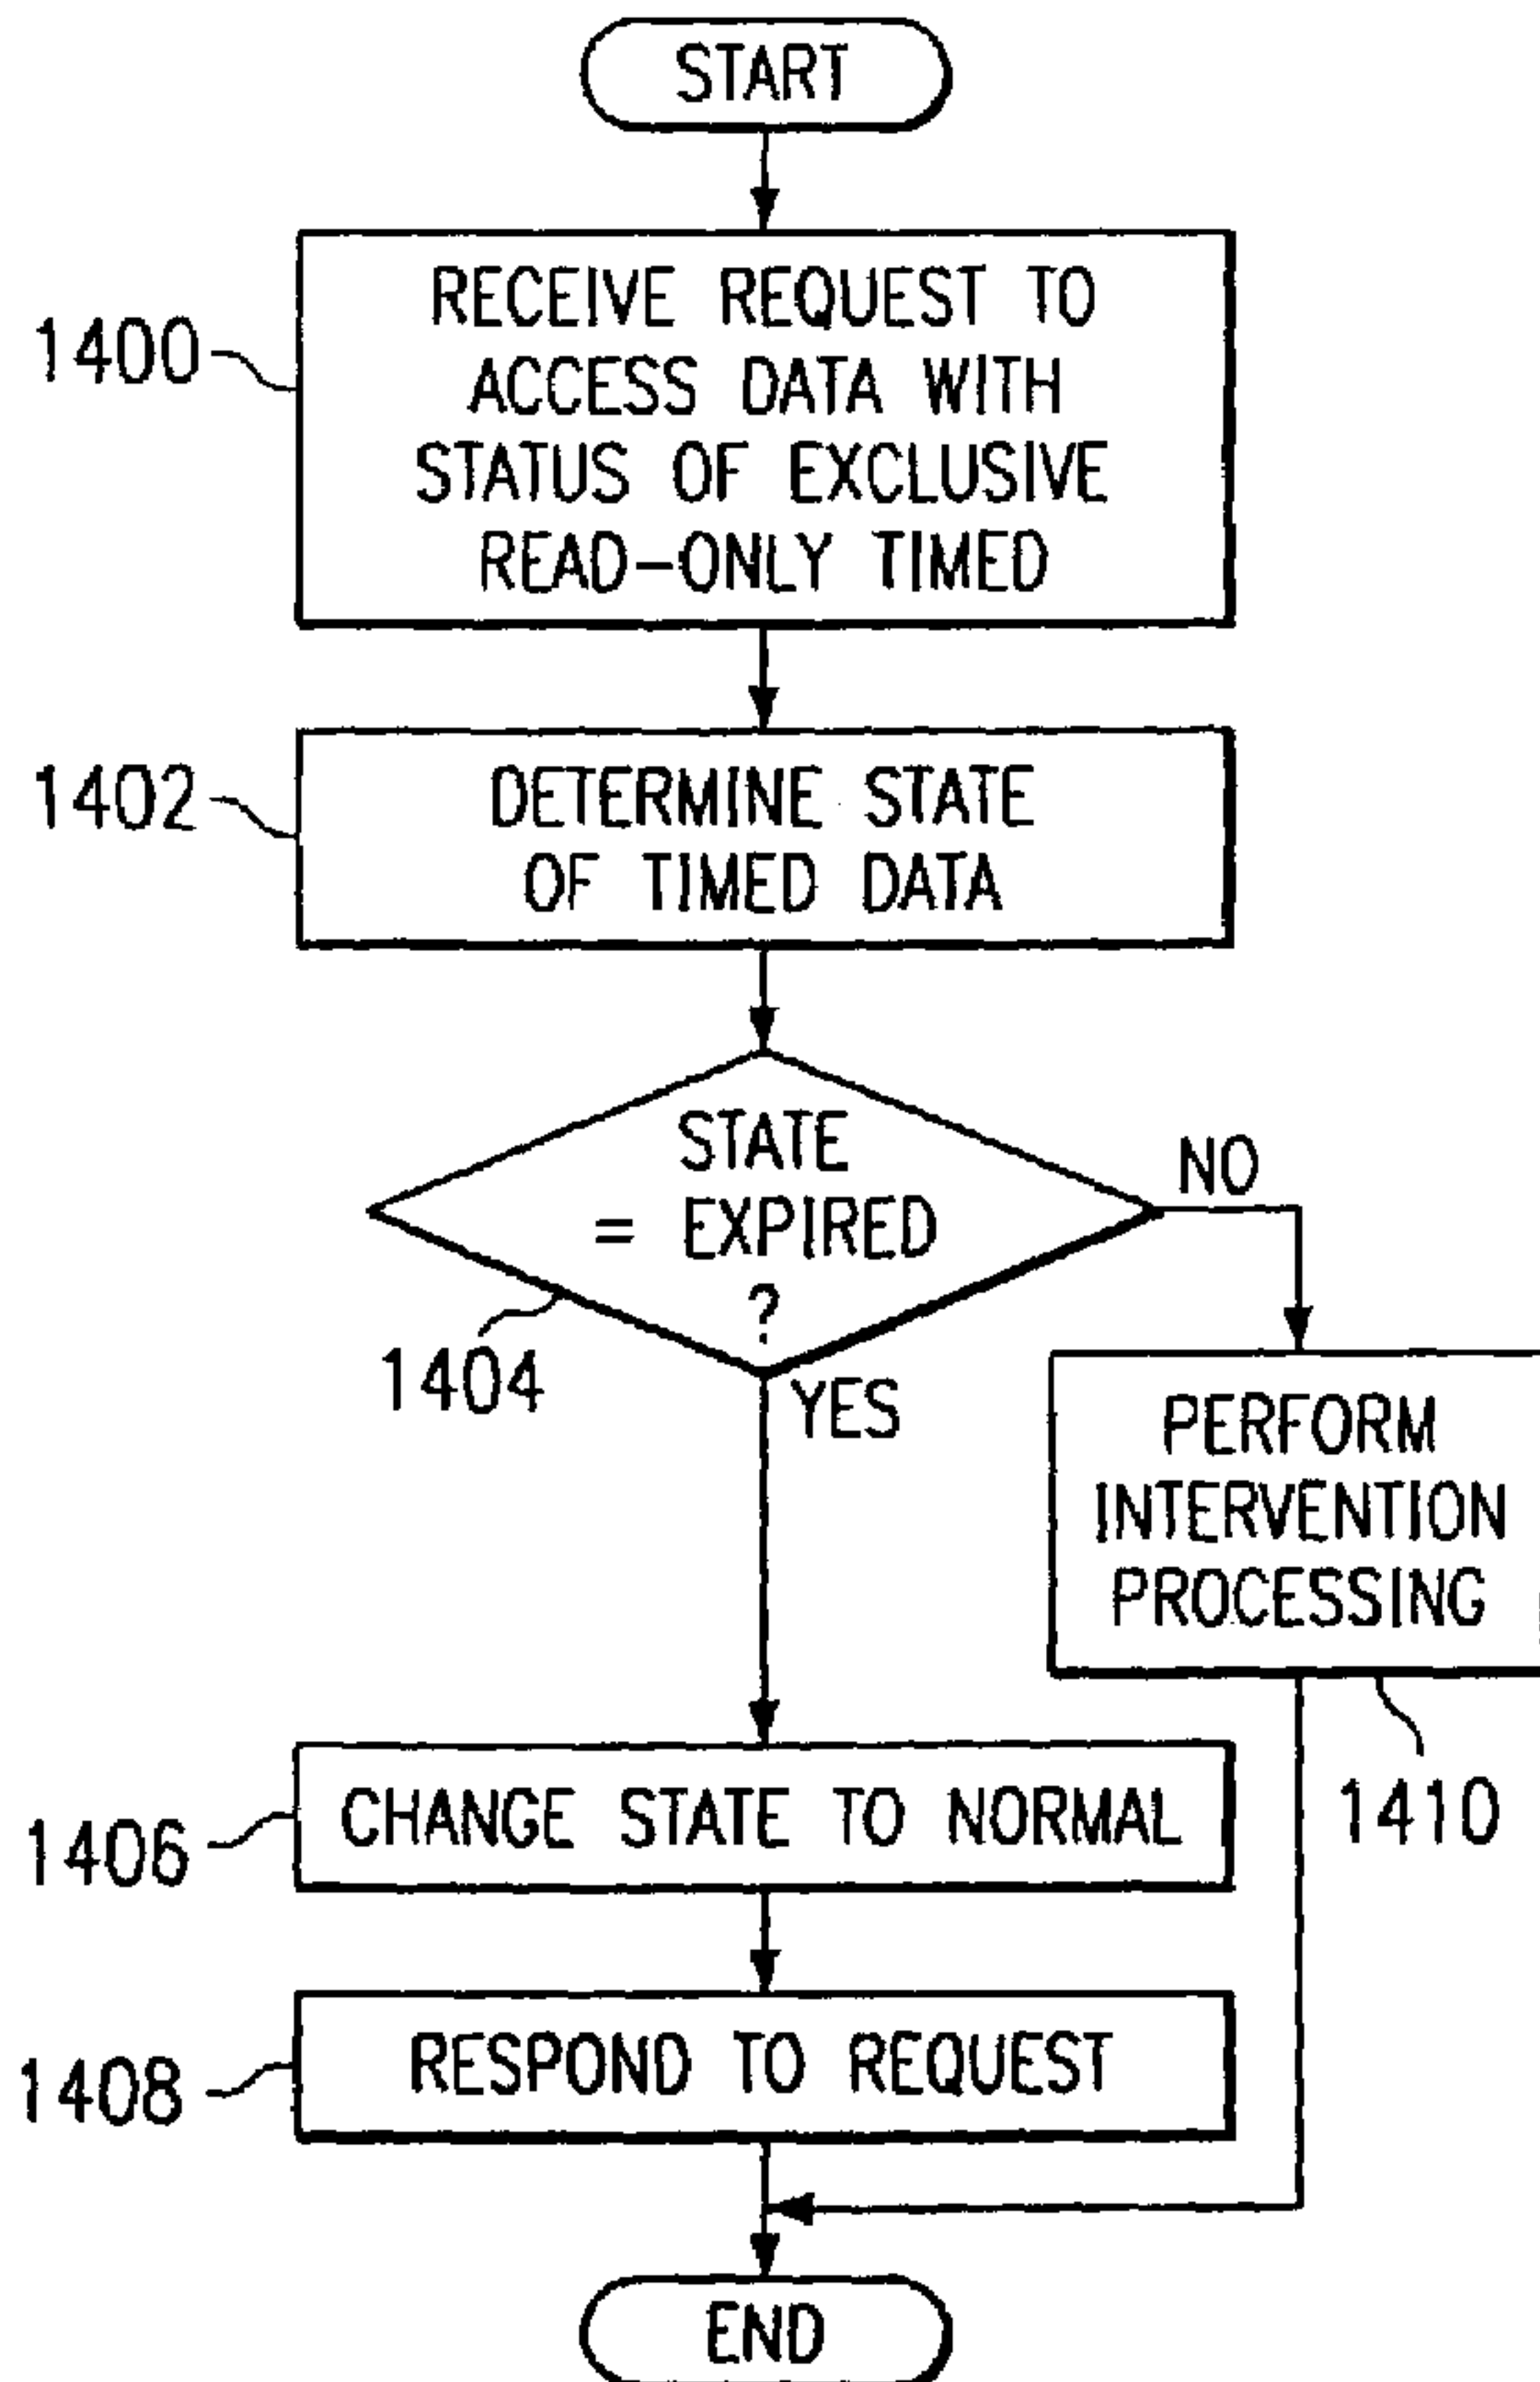 START
1400
RECEIVE REQUEST TO
ACCESS DATA WITH
STATUS OF EXCLUSIVE
READ-ONLY TIMED
1402
DETERMINE STATE
OF TIMED DATA
STATE
= EXPIRED
?
NO
1404
YES
PERFORM
INTERVENTION
PROCESSING
1410
1406
CHANGE STATE TO NORMAL
1408
RESPOND TO REQUEST
END